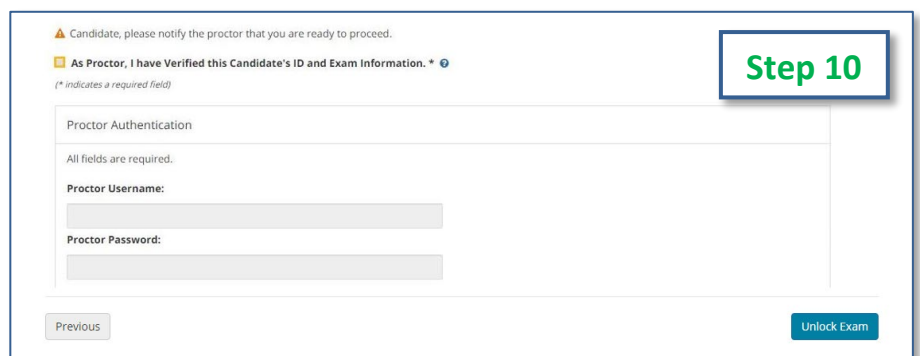 Candidate, please notify the proctor that you are ready to proceed.
Step 10
As Proctor, I have Verified this Candidate's ID and Exam Information. *
(* indicates a required field)
Proctor Authentication
All fields are required.
Proctor Username:
Proctor Password:
Previous
Unlock Exam